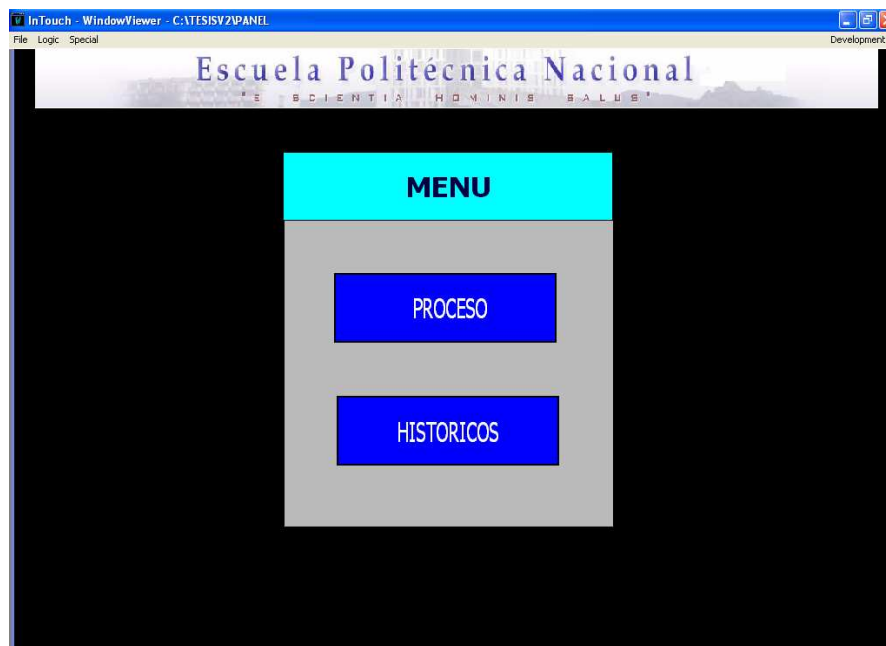 InTouch - WindowViewer - C:\TESISV2\PANEL
File Logic Special Development
Escuela Politécnica Nacional
"E SCIENTIA HOMINIS SALUS"
MENU
PROCESO
HISTORICOS